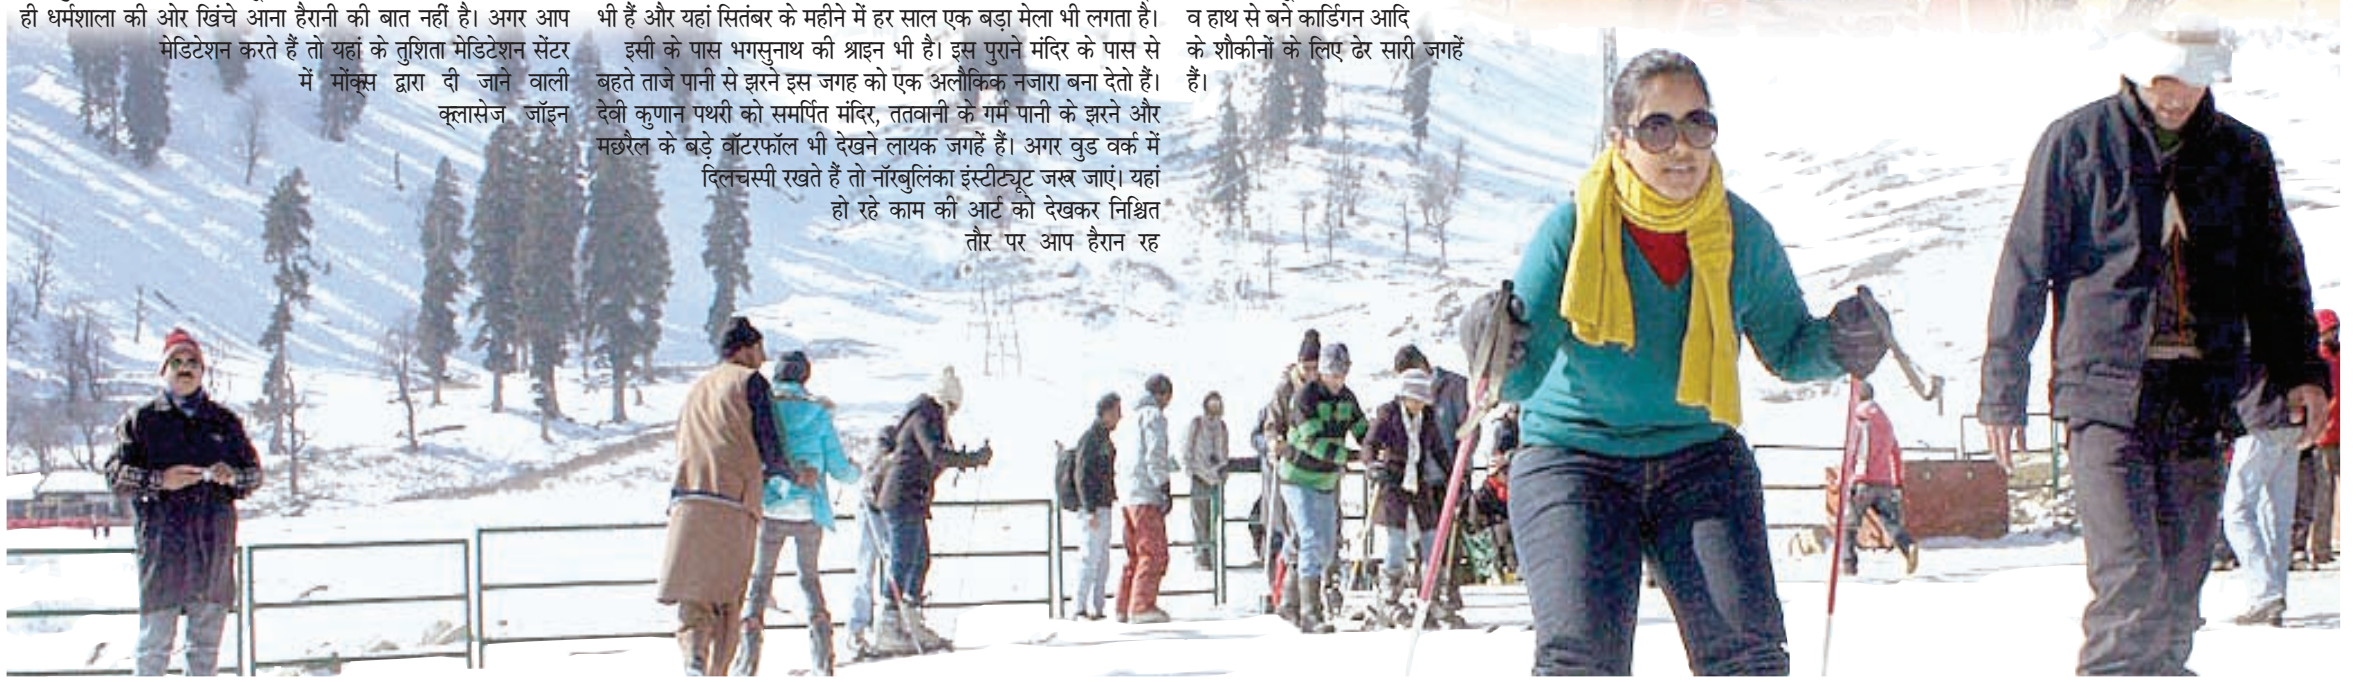 ही धर्मशाला की ओर खिंचे आना हैरानी की बात नहीं है। अगर आप
मेडिटेशन करते हैं तो यहां के तुशिता मेडिटेशन सेंटर
में मोंक्स द्वारा दी जाने वाली
क्लासेज जॉइन
भी हैं और यहां सितंबर के महीने में हर साल एक बड़ा मेला भी लगता है।
इसी के पास भगसुनाथ की श्राइन भी है। इस पुराने मंदिर के पास से
बहते ताजे पानी से झरने इस जगह को एक अलौकिक नजारा बना देतो हैं।
देवी कुणान पथरी को समर्पित मंदिर, ततवानी के गर्म पानी के झरने और
मछरैल के बड़े वॉटरफॉल भी देखने लायक जगहें हैं। अगर वुड वर्क में
दिलचस्पी रखते हैं तो नॉरबुलिंका इंस्टीट्यूट जरूर जाएं। यहां
हो रहे काम की आर्ट को देखकर निश्चित
तौर पर आप हैरान रह
व हाथ से बने कार्डिगन आदि
के शौकीनों के लिए ढेर सारी जगहें
हैं।